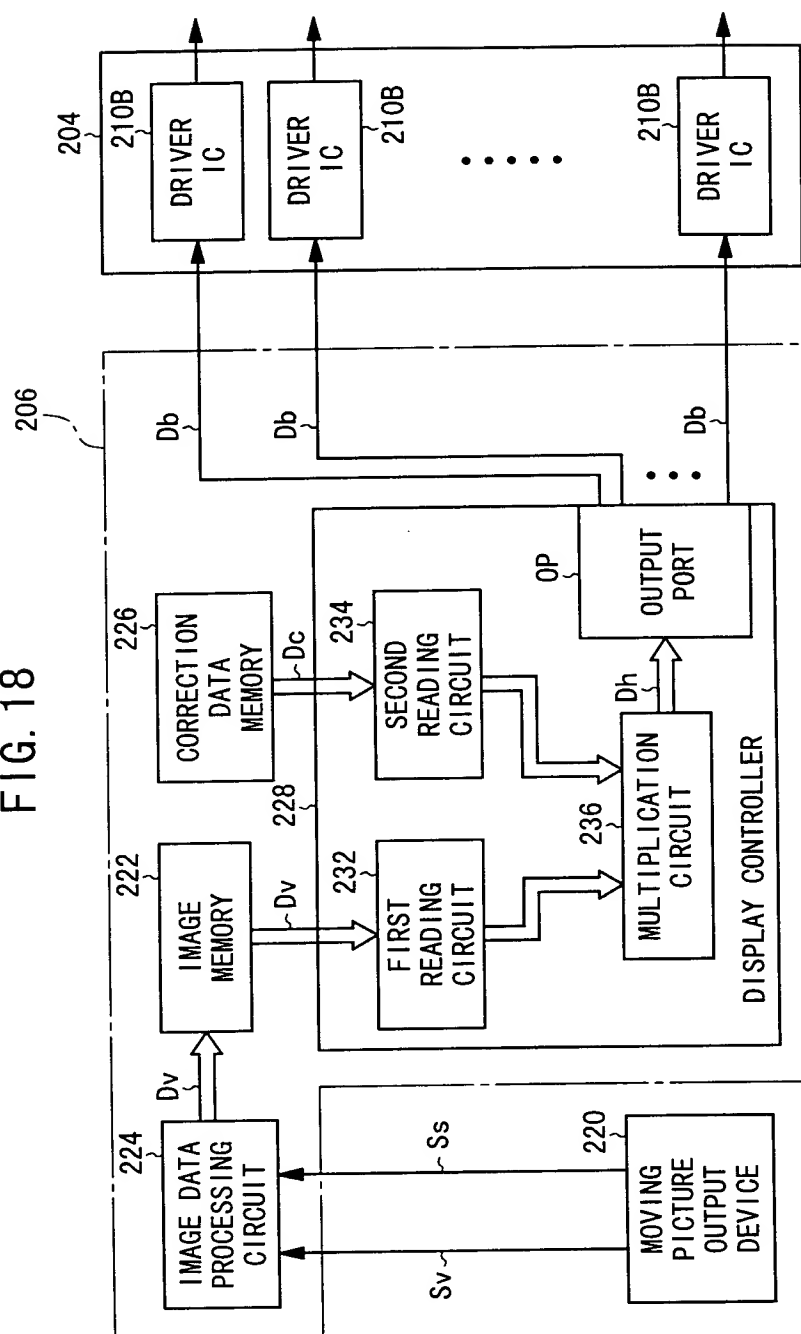 FIG. 18
206
204
224
IMAGE DATA
PROCESSING
CIRCUIT
Dv
222
IMAGE
MEMORY
226
CORRECTION
DATA
MEMORY
Dv
Dc
228
232
FIRST
READING
CIRCUIT
234
SECOND
READING
CIRCUIT
236
MULTIPLICATION
CIRCUIT
Dh
OP
OUTPUT
PORT
DISPLAY CONTROLLER
Db
Db
Db
210B
DRIVER
IC
210B
DRIVER
IC
210B
DRIVER
IC
Sv
Ss
220
MOVING
PICTURE
OUTPUT
DEVICE